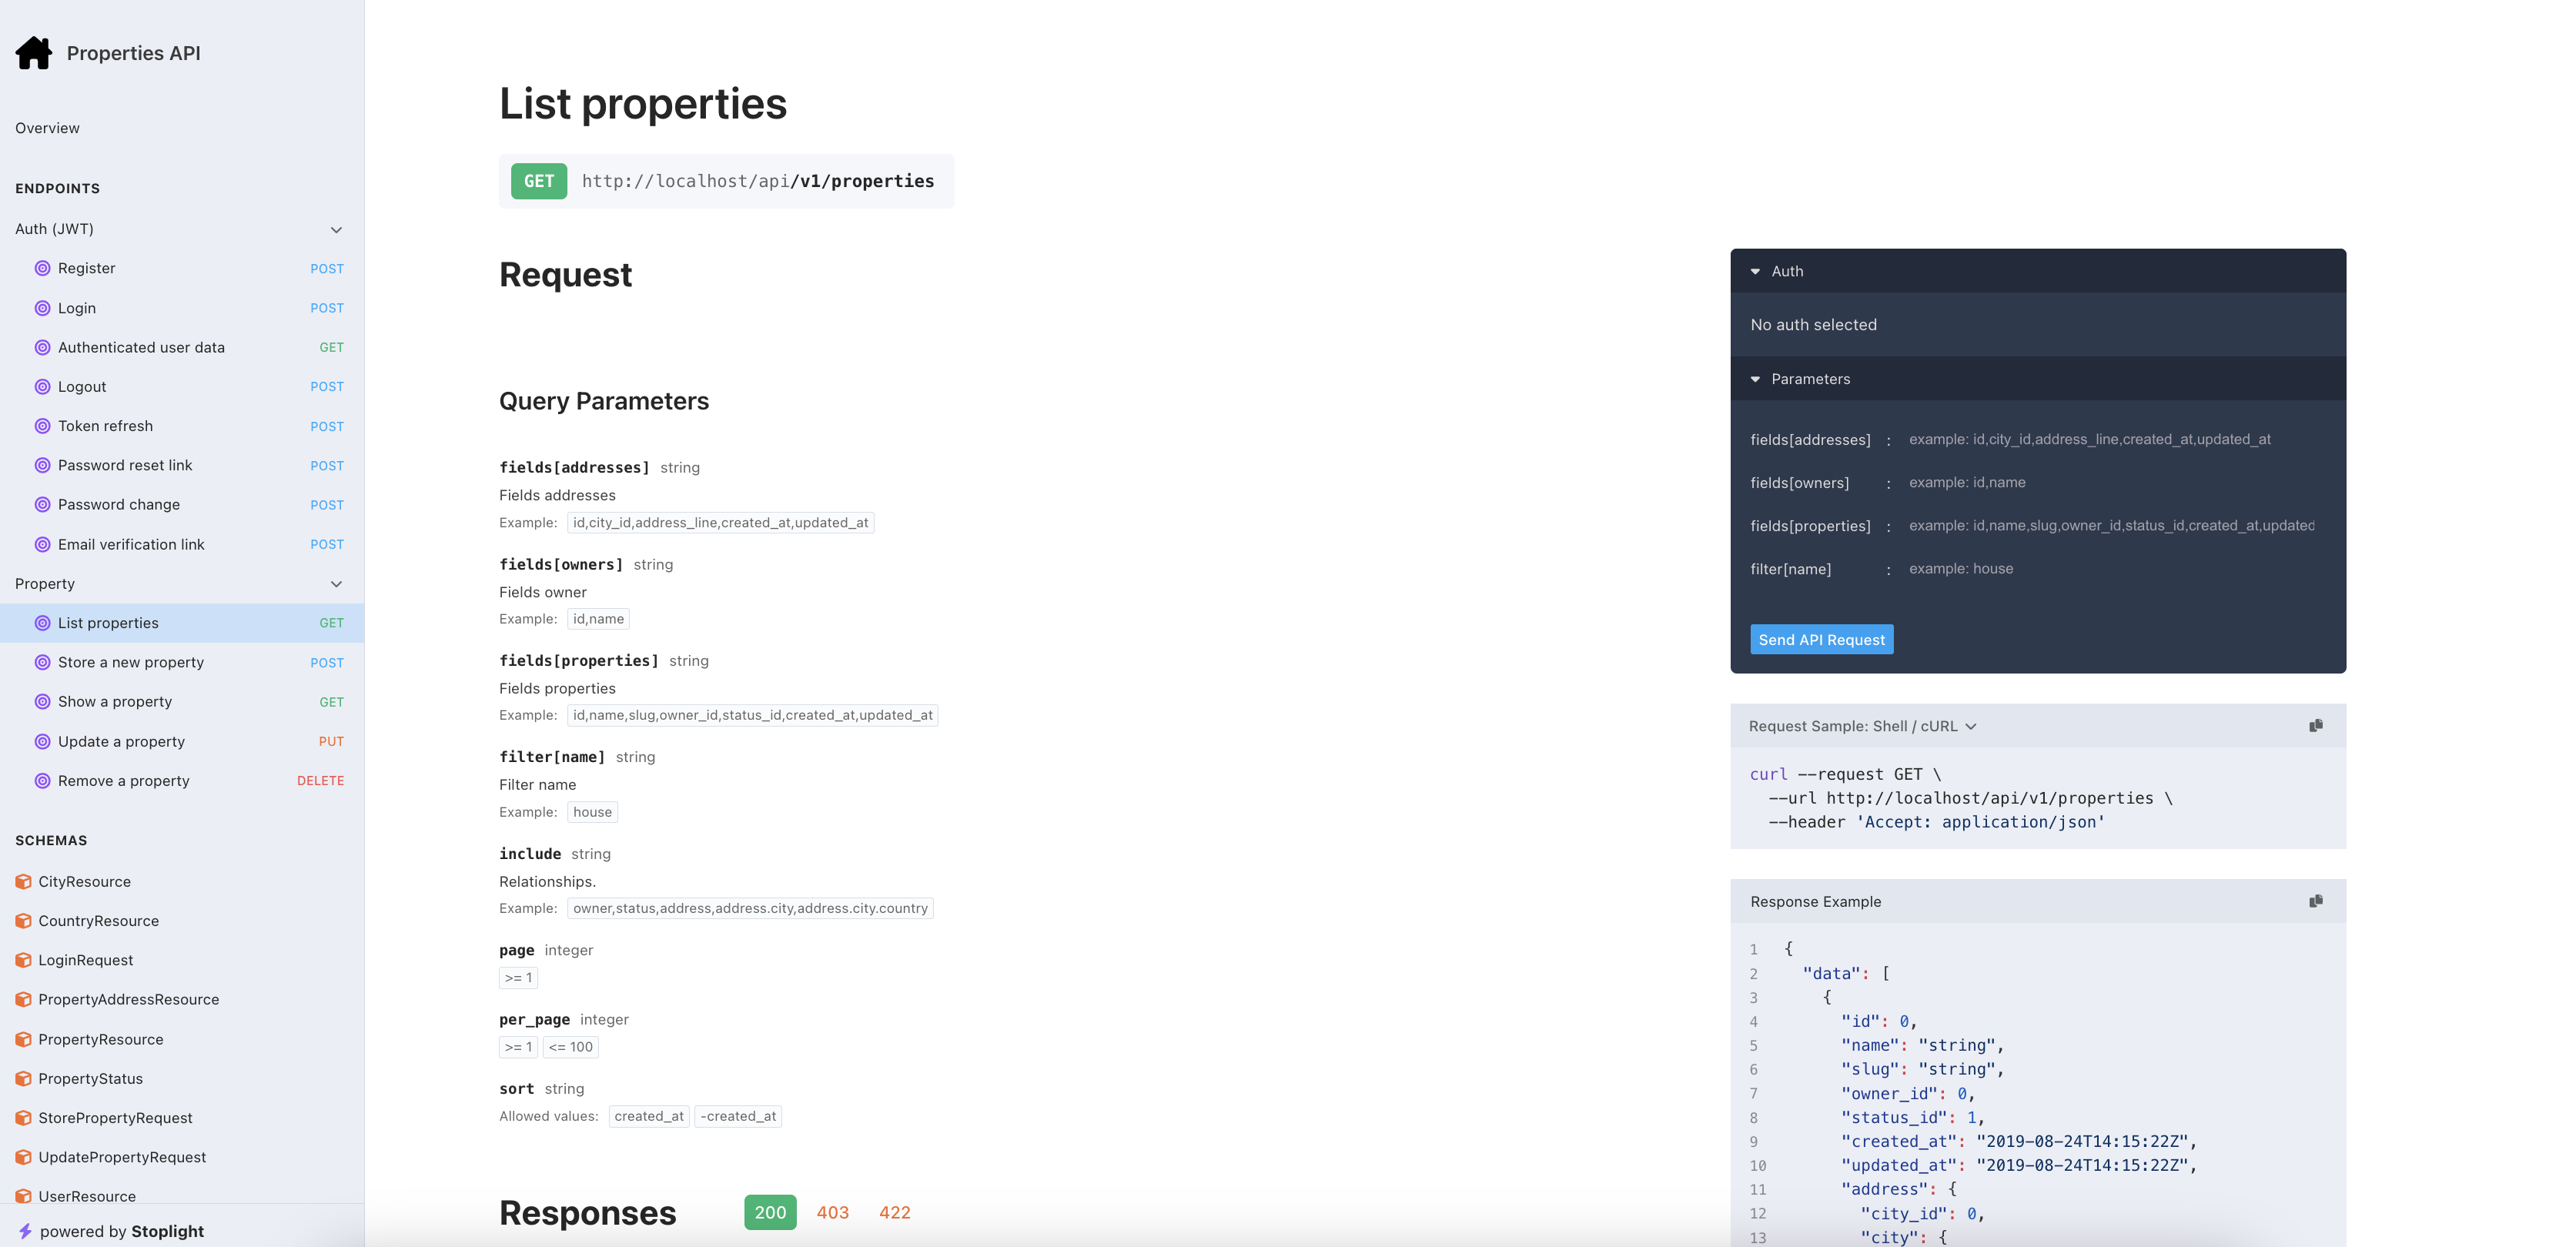 Properties API
Overview
ENDPOINTS
Auth (JWT)
Register POST
Login POST
Authenticated user data GET
Logout POST
Token refresh POST
Password reset link POST
Password change POST
Email verification link POST
Property
List properties GET
Store a new property POST
Show a property GET
Update a property PUT
Remove a property DELETE
SCHEMAS
CityResource
CountryResource
LoginRequest
PropertyAddressResource
PropertyResource
PropertyStatus
StorePropertyRequest
UpdatePropertyRequest
UserResource
powered by Stoplight
List properties
GET http://localhost/api/v1/properties
Request
Query Parameters
fields[addresses] string
Fields addresses
Example: id,city_id,address_line,created_at,updated_at
fields[owners] string
Fields owner
Example: id,name
fields[properties] string
Fields properties
Example: id,name,slug,owner_id,status_id,created_at,updated_at
filter[name] string
Filter name
Example: house
include string
Relationships.
Example: owner,status,address,address.city,address.city.country
page integer
>= 1
per_page integer
>= 1 <= 100
sort string
Allowed values: created_at -created_at
Responses 200 403 422
Auth
No auth selected
Parameters
fields[addresses] : example: id,city_id,address_line,created_at,updated_at
fields[owners] : example: id,name
fields[properties] : example: id,name,slug,owner_id,status_id,created_at,updated
filter[name] : example: house
Send API Request
Request Sample: Shell / cURL
curl --request GET \
--url http://localhost/api/v1/properties \
--header 'Accept: application/json'
Response Example
1 {
2 "data": [
3 {
4 "id": 0,
5 "name": "string",
6 "slug": "string",
7 "owner_id": 0,
8 "status_id": 1,
9 "created_at": "2019-08-24T14:15:22Z",
10 "updated_at": "2019-08-24T14:15:22Z",
11 "address": {
12 "city_id": 0,
13 "city": {